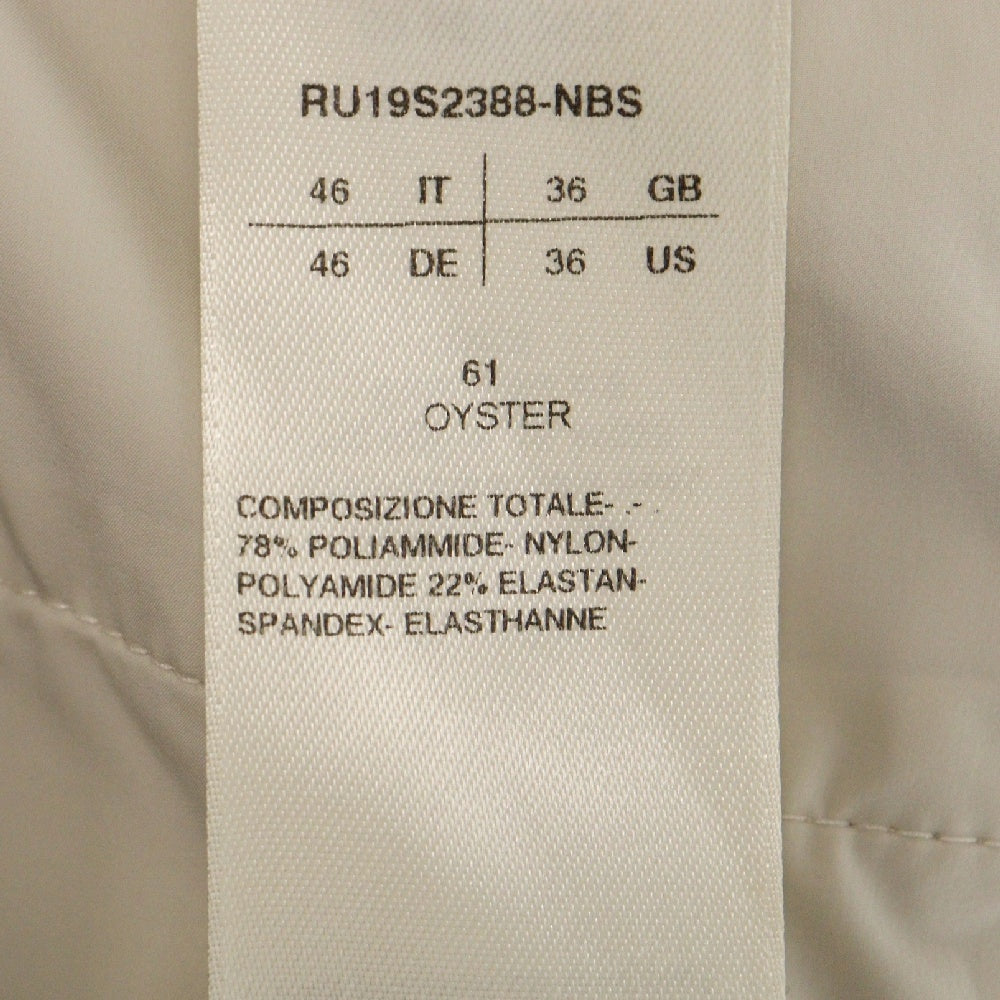 RU19S2388-NBS
46 IT 36 GB
46 DE 36 US
61
OYSTER
COMPOSIZIONE TOTALE- .- .
78% POLIAMMIDE- NYLON-
POLYAMIDE 22% ELASTAN-
SPANDEX- ELASTHANNE